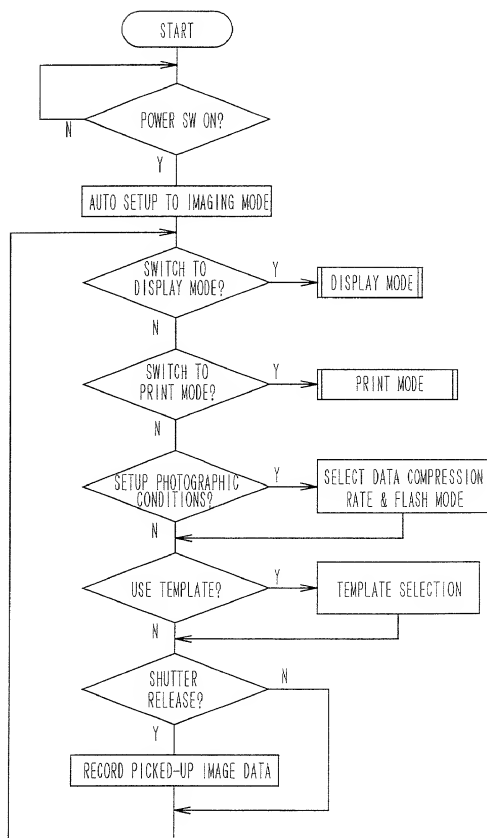 START
POWER SW ON?
N
Y
AUTO SETUP TO IMAGING MODE
SWITCH TO
DISPLAY MODE?
Y
DISPLAY MODE
N
SWITCH TO
PRINT MODE?
Y
PRINT MODE
N
SETUP PHOTOGRAPHIC
CONDITIONS?
Y
SELECT DATA COMPRESSION
RATE & FLASH MODE
N
USE TEMPLATE?
Y
TEMPLATE SELECTION
N
SHUTTER
RELEASE?
N
Y
RECORD PICKED-UP IMAGE DATA